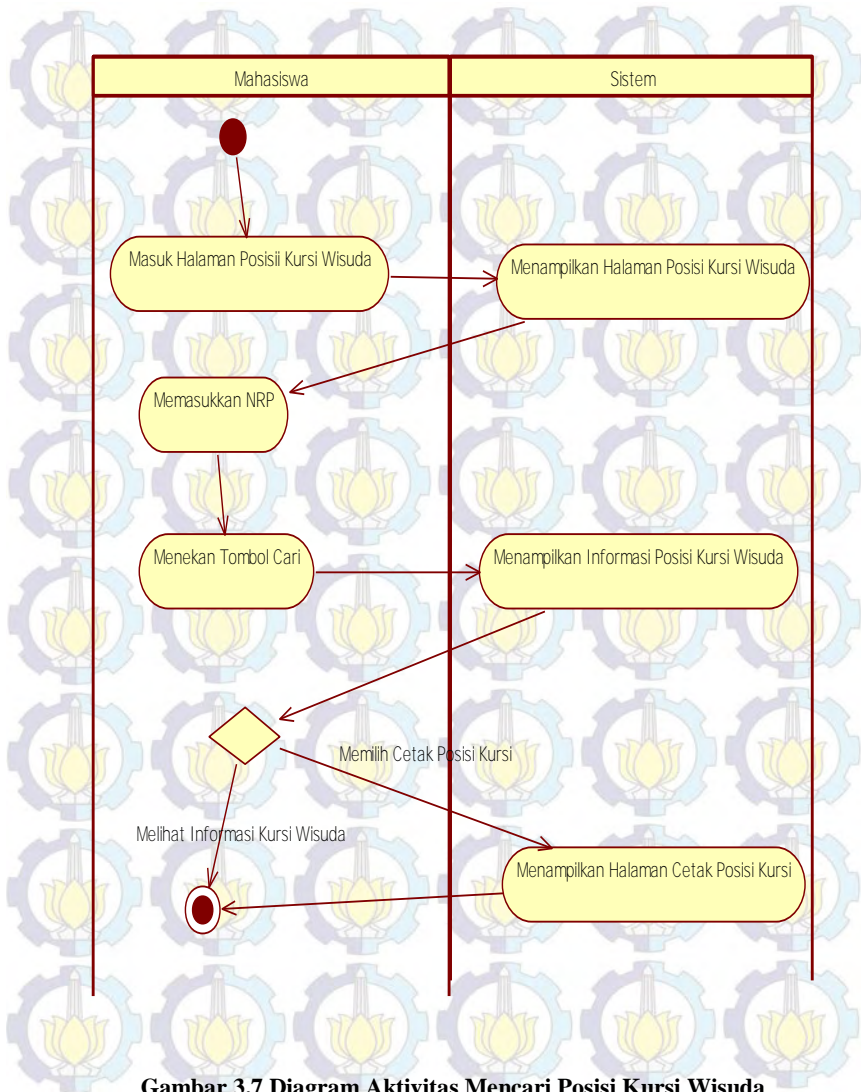 Mahasiswa
Sistem
Masuk Halaman Posisii Kursi Wisuda
Menampilkan Halaman Posisi Kursi Wisuda
Memasukkan NRP
Menekan Tombol Cari
Menampilkan Informasi Posisi Kursi Wisuda
Memilih Cetak Posisi Kursi
Melihat Informasi Kursi Wisuda
Menampilkan Halaman Cetak Posisi Kursi
Gambar 3.7 Diagram Aktivitas Mencari Posisi Kursi Wisuda